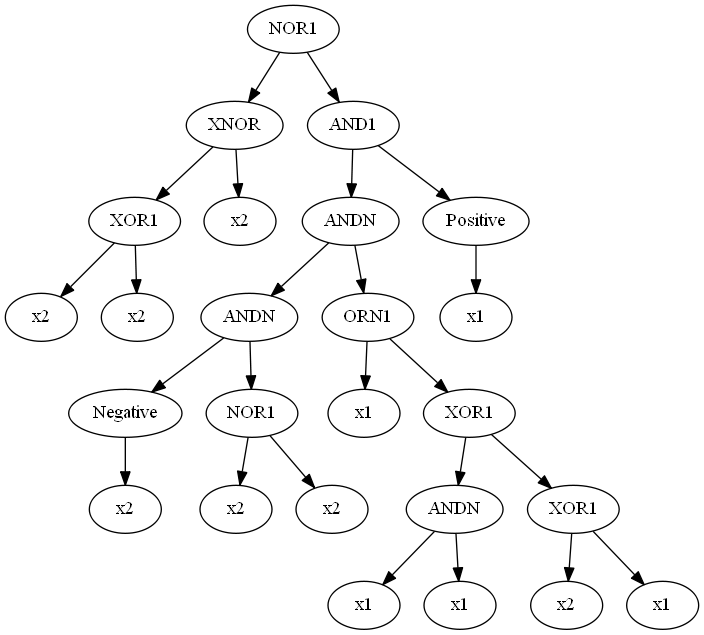 NOR1
XNOR AND1
XOR1 x2 ANDN Positive
x2 x2 ANDN ORN1 x1
Negative NOR1 x1 XOR1
x2 x2 x2 ANDN XOR1
x1 x1 x2 x1